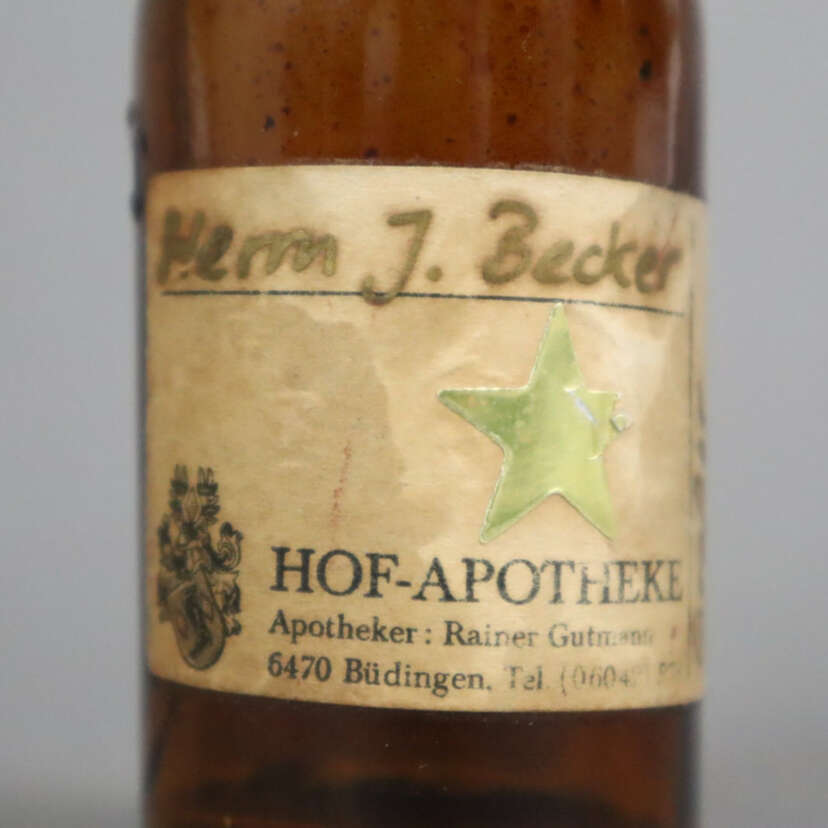 Herrn J. Becker
HOF-APOTHEKE
Apotheker: Rainer Gutmann
6470 Büdingen, Tel.